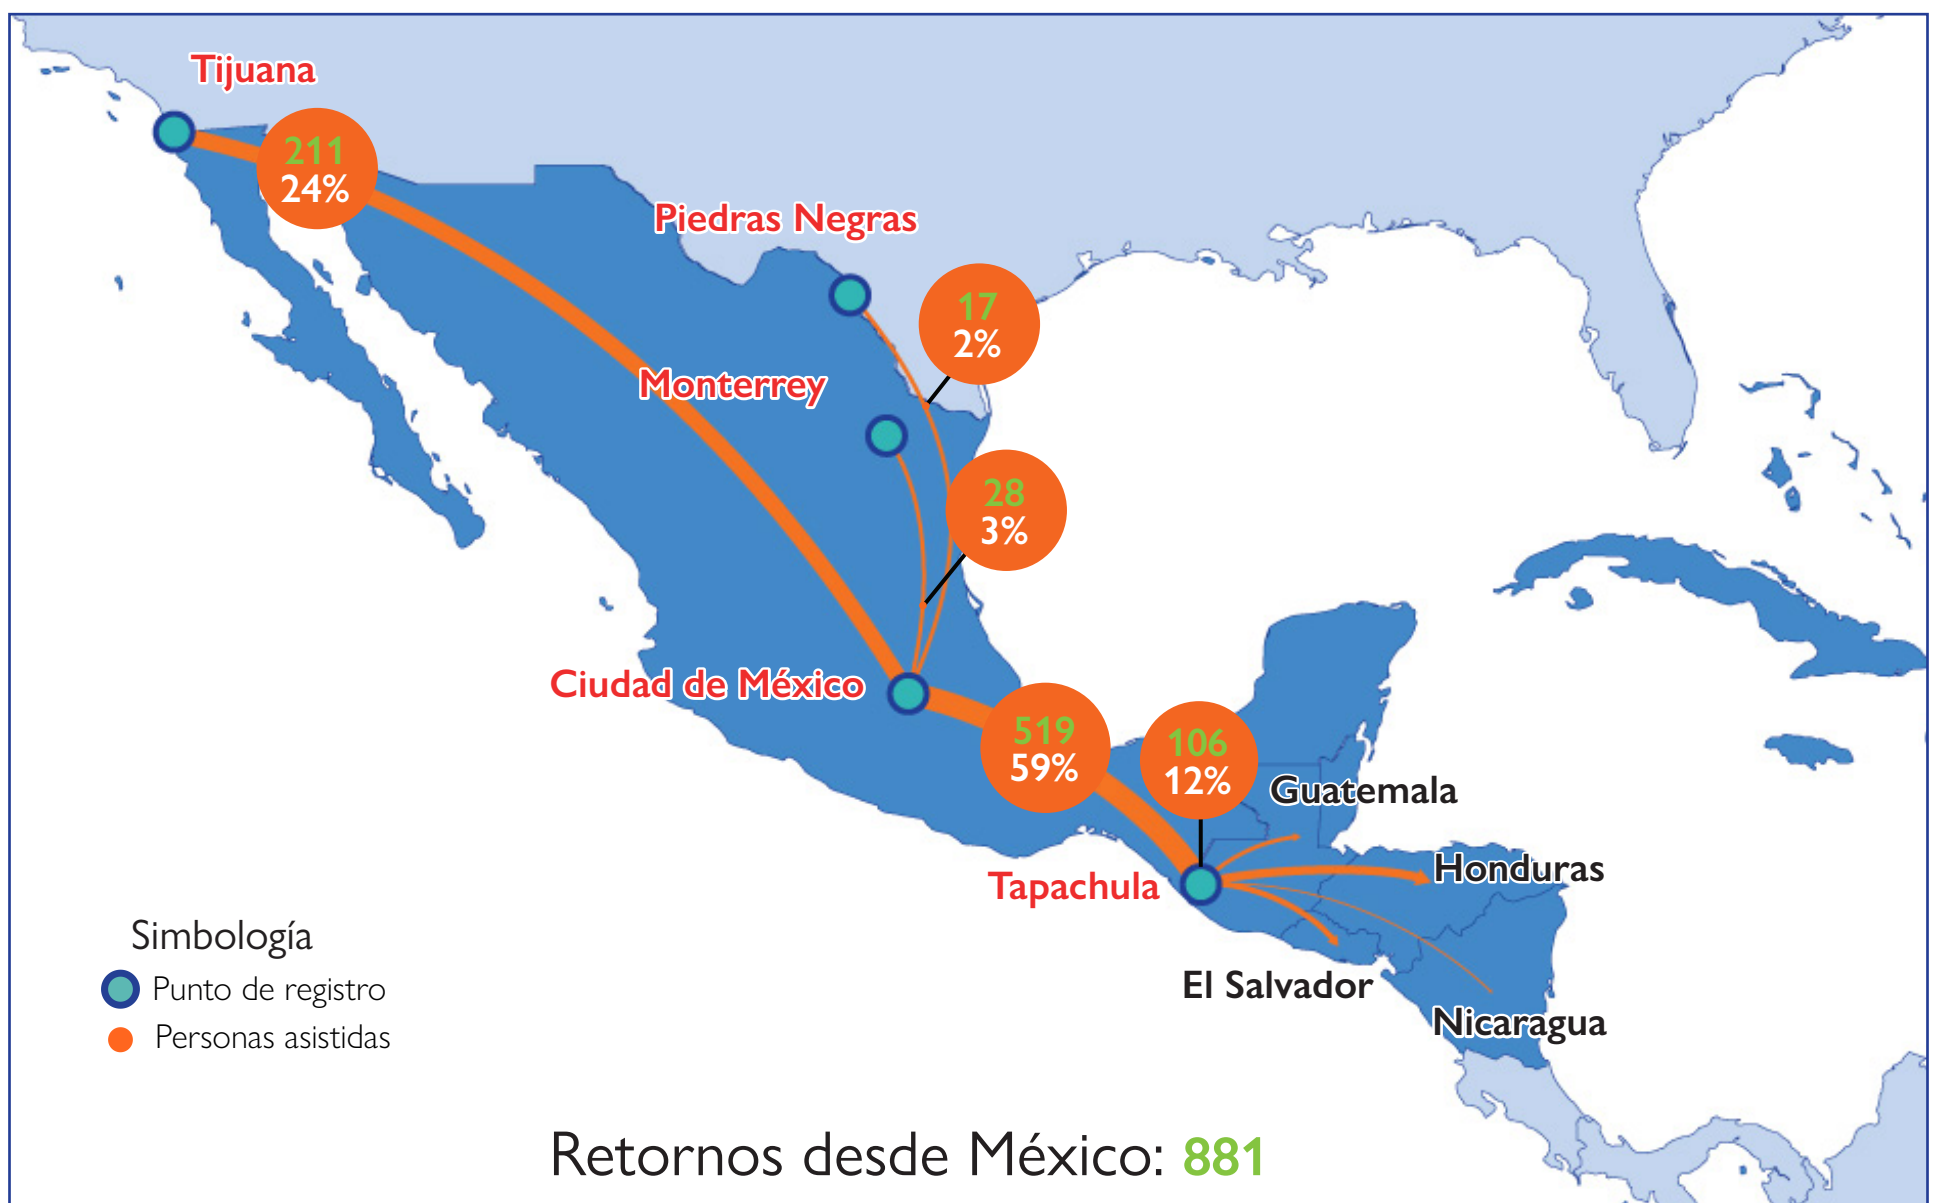 Tijuana
211
24%
Piedras Negras
17
2%
Monterrey
28
3%
Ciudad de México
519
59%
106
12%
Guatemala
Honduras
Tapachula
El Salvador
Nicaragua
Simbología
Punto de registro
Personas asistidas
Retornos desde México: 881